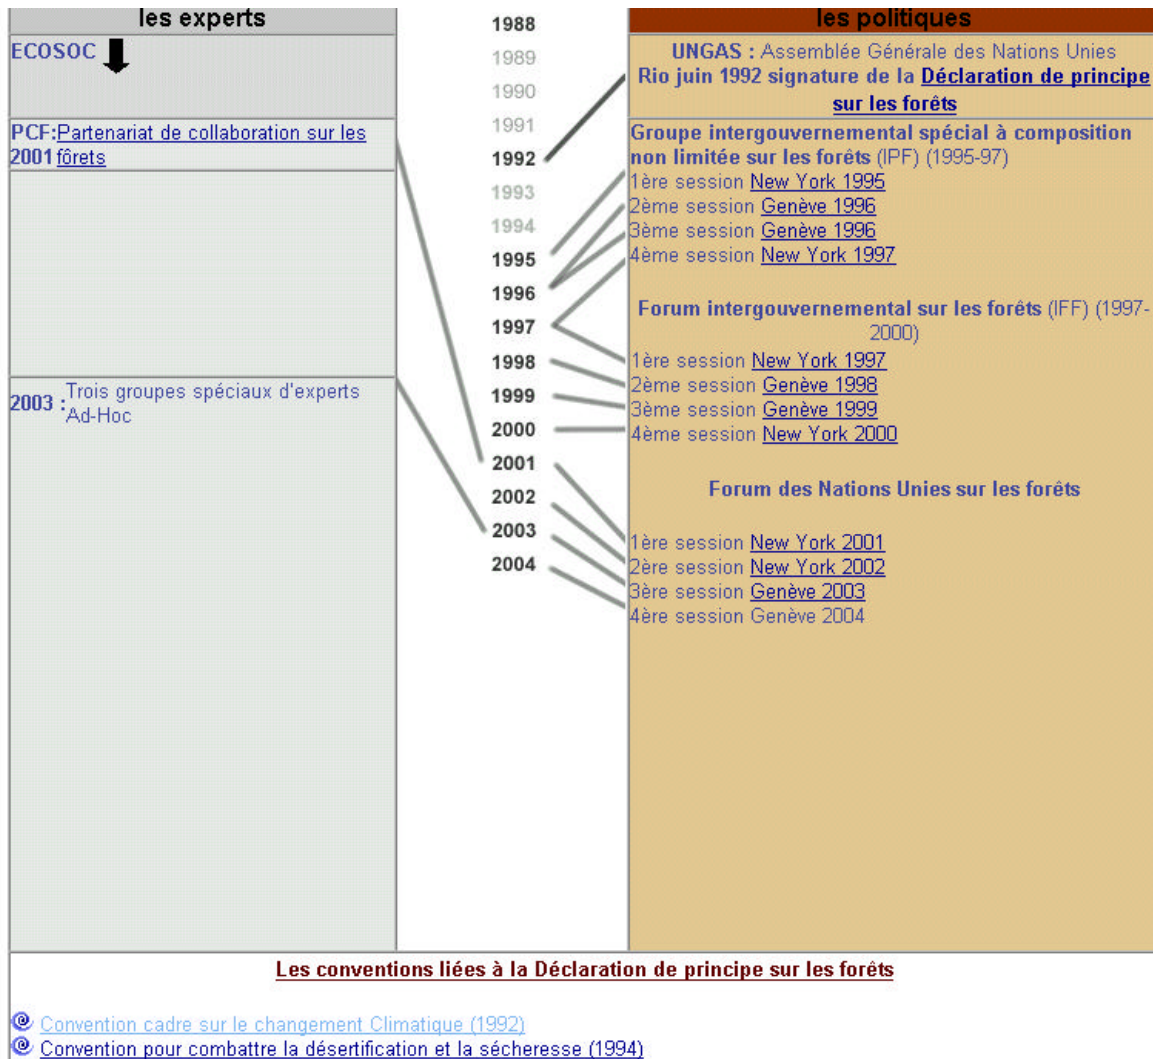 les experts
ECOSOC
PCF:Partenariat de collaboration sur les
2001 fôrets
2003 : Trois groupes spéciaux d'experts
Ad-Hoc
1988
1989
1990
1991
1992
1993
1994
1995
1996
1997
1998
1999
2000
2001
2002
2003
2004
les politiques
UNGAS : Assemblée Générale des Nations Unies
Rio juin 1992 signature de la Déclaration de principe
sur les forêts
Groupe intergouvernemental spécial à composition
non limitée sur les forêts (IPF) (1995-97)
1ère session New York 1995
2ème session Genève 1996
3ème session Genève 1996
4ème session New York 1997
Forum intergouvernemental sur les forêts (IFF) (1997-
2000)
1ère session New York 1997
2ème session Genève 1998
3ème session Genève 1999
4ème session New York 2000
Forum des Nations Unies sur les forêts
1ère session New York 2001
2ère session New York 2002
3ère session Genève 2003
4ère session Genève 2004
Les conventions liées à la Déclaration de principe sur les forêts
Convention cadre sur le changement Climatique (1992)
Convention pour combattre la désertification et la sécheresse (1994)